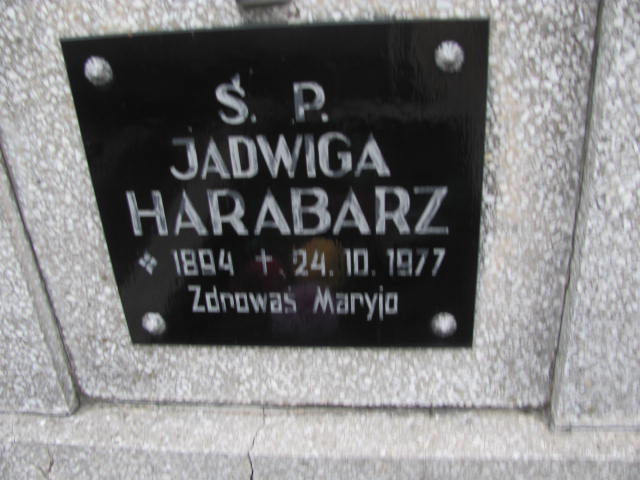 Ś. P.
JADWIGA
HARABARZ
* 1894 ✝. 24. 10. 1977
Zdrowaś Maryjo